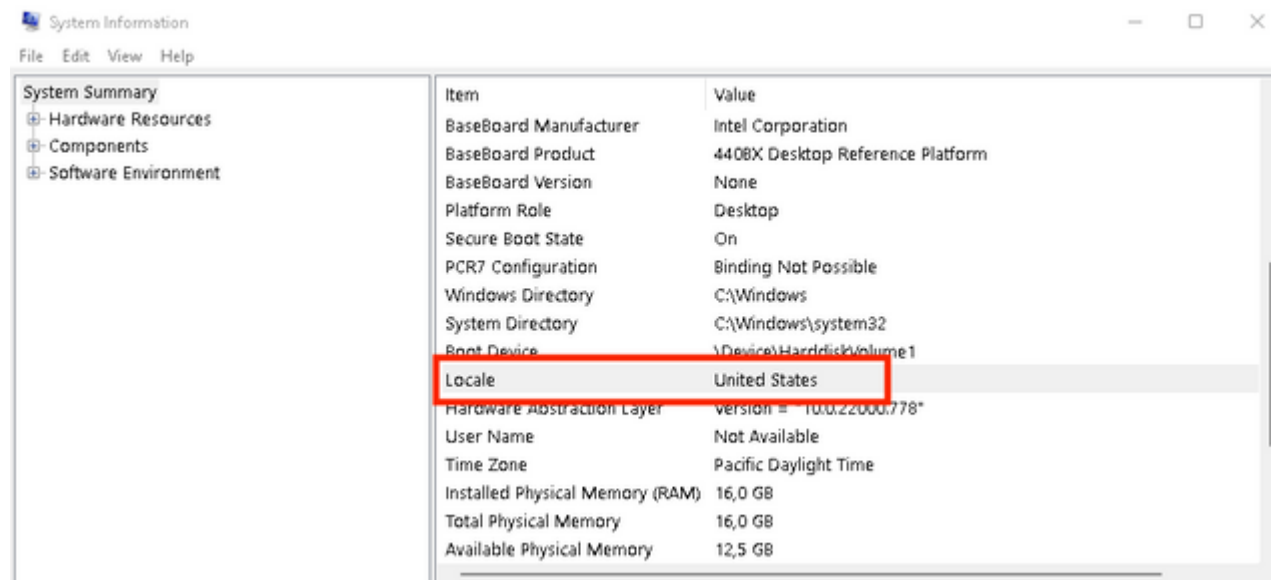 System Information
File Edit View Help
System Summary
Hardware Resources
Components
Software Environment
Item Value
BaseBoard Manufacturer Intel Corporation
BaseBoard Product 440BX Desktop Reference Platform
BaseBoard Version None
Platform Role Desktop
Secure Boot State On
PCR7 Configuration Binding Not Possible
Windows Directory C:\Windows
System Directory C:\Windows\system32
Boot Device \Device\HarddiskVolume1
Locale United States
Hardware Abstraction Layer Version = "10.0.22000.778"
User Name Not Available
Time Zone Pacific Daylight Time
Installed Physical Memory (RAM) 16,0 GB
Total Physical Memory 16,0 GB
Available Physical Memory 12,5 GB